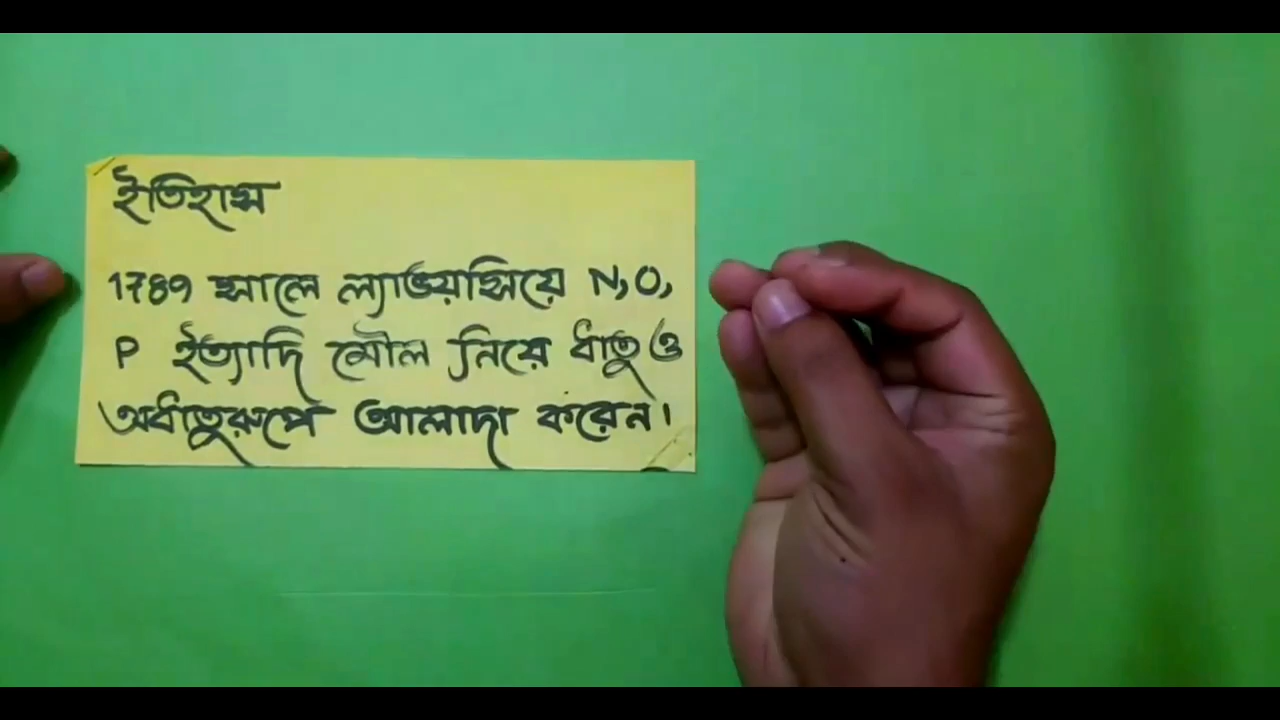 ইতিহাস
1789 সালে ল্যাভয়সিয়ে N, O,
P ইত্যাদি মৌল নিয়ে ধাতু ও
অধাতুরুপে আলাদা করেন।